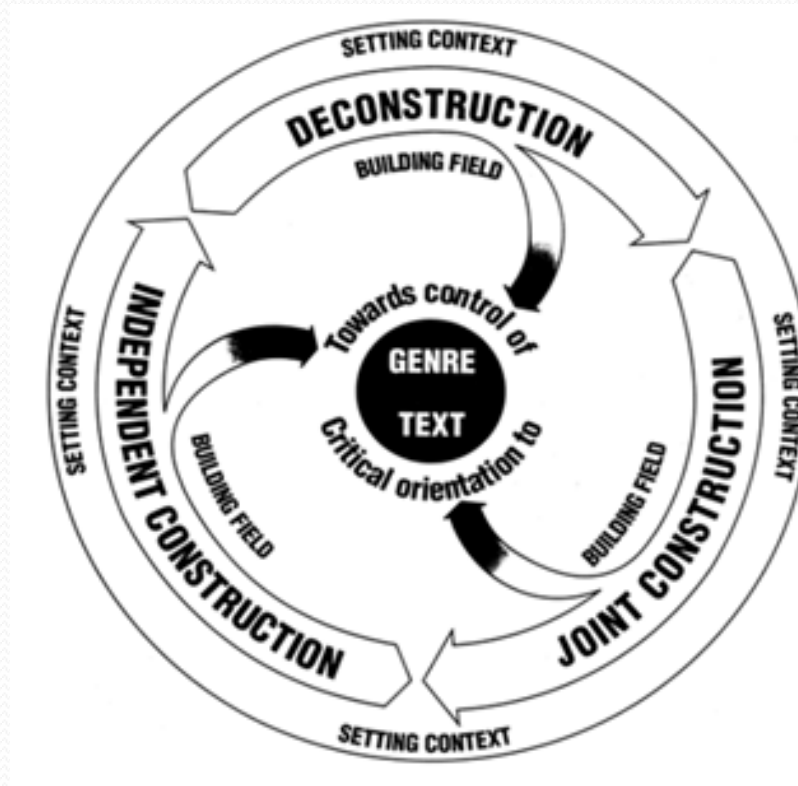 SETTING CONTEXT
DECONSTRUCTION
BUILDING FIELD
Towards control of
GENRE
TEXT
Critical orientation to
INDEPENDENT CONSTRUCTION
BUILDING FIELD
SETTING CONTEXT
JOINT CONSTRUCTION
BUILDING FIELD
SETTING CONTEXT
SETTING CONTEXT